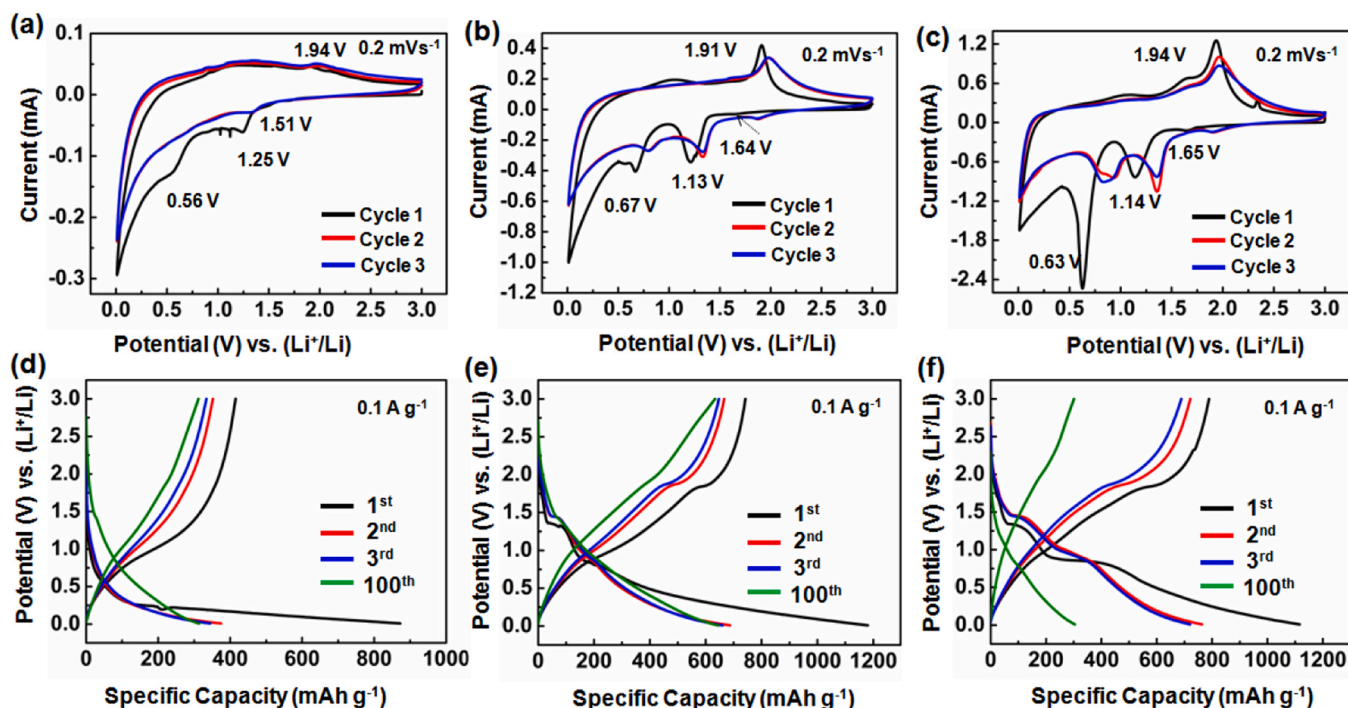 (a)
0.1
0.0
-0.1
-0.2
-0.3
Current (mA)
1.94 V
0.2 mVs⁻¹
1.51 V
1.25 V
0.56 V
Cycle 1
Cycle 2
Cycle 3
0.0 0.5 1.0 1.5 2.0 2.5 3.0
Potential (V) vs. (Li⁺/Li)
(b)
0.4
0.2
0.0
-0.2
-0.4
-0.6
-0.8
-1.0
-1.2
Current (mA)
1.91 V
0.2 mVs⁻¹
1.64 V
1.13 V
0.67 V
Cycle 1
Cycle 2
Cycle 3
0.0 0.5 1.0 1.5 2.0 2.5 3.0
Potential (V) vs. (Li⁺/Li)
(c)
1.2
0.6
0.0
-0.6
-1.2
-1.8
-2.4
Current (mA)
1.94 V
0.2 mVs⁻¹
1.65 V
1.14 V
0.63 V
Cycle 1
Cycle 2
Cycle 3
0.0 0.5 1.0 1.5 2.0 2.5 3.0
Potential (V) vs. (Li⁺/Li)
(d)
3.0
2.5
2.0
1.5
1.0
0.5
0.0
Potential (V) vs. (Li⁺/Li)
0.1 A g⁻¹
1ˢᵗ
2ⁿᵈ
3ʳᵈ
100ᵗʰ
0 200 400 600 800 1000
Specific Capacity (mAh g⁻¹)
(e)
3.0
2.5
2.0
1.5
1.0
0.5
0.0
Potential (V) vs. (Li⁺/Li)
0.1 A g⁻¹
1ˢᵗ
2ⁿᵈ
3ʳᵈ
100ᵗʰ
0 200 400 600 800 1000 1200
Specific Capacity (mAh g⁻¹)
(f)
3.0
2.5
2.0
1.5
1.0
0.5
0.0
Potential (V) vs. (Li⁺/Li)
0.1 A g⁻¹
1ˢᵗ
2ⁿᵈ
3ʳᵈ
100ᵗʰ
0 200 400 600 800 1000 1200
Specific Capacity (mAh g⁻¹)